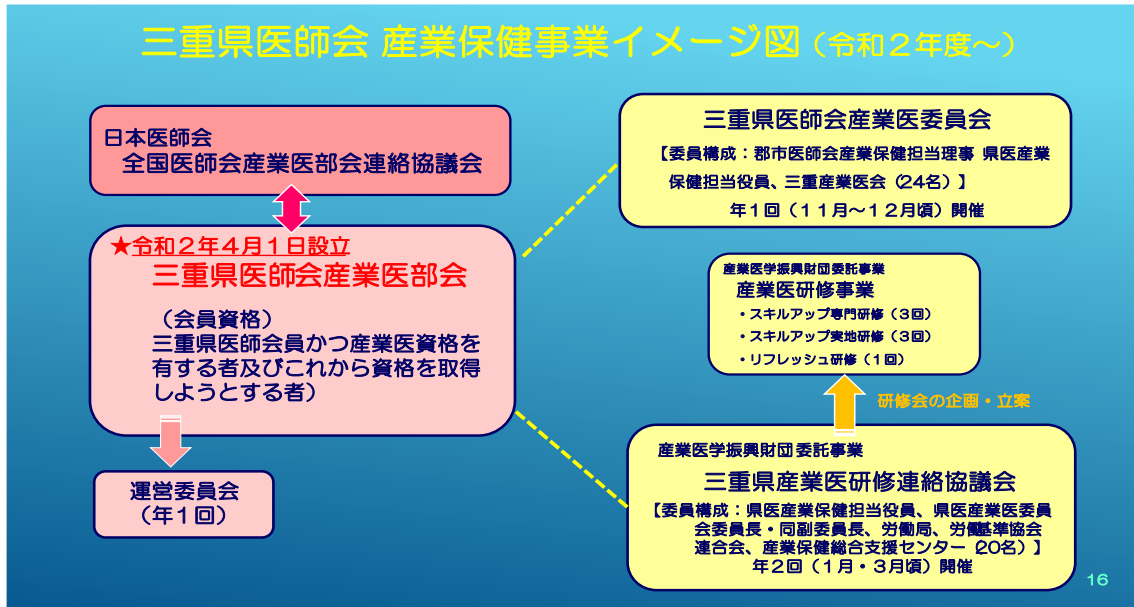 三重県医師会 産業保健事業イメージ図（令和２年度～）
日本医師会
全国医師会産業医部会連絡協議会
★令和２年４月１日設立
三重県医師会産業医部会
（会員資格）
三重県医師会員かつ産業医資格を
有する者及びこれから資格を取得
しようとする者）
運営委員会
（年１回）
三重県医師会産業医委員会
【委員構成：郡市医師会産業保健担当理事 県医産業
保健担当役員、三重産業医会（24名）】
年１回（１１月～１２月頃）開催
産業医学振興財団委託事業
産業医研修事業
・スキルアップ専門研修（３回）
・スキルアップ実地研修（３回）
・リフレッシュ研修（１回）
研修会の企画・立案
産業医学振興財団委託事業
三重県産業医研修連絡協議会
【委員構成：県医産業保健担当役員、県医産業医委員
会委員長・同副委員長、労働局、労働基準協会
連合会、産業保健総合支援センター（20名）】
年２回（１月・３月頃）開催
16